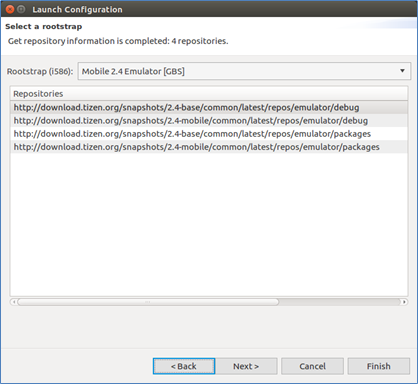 Launch Configuration
Select a rootstrap
Get repository information is completed: 4 repositories.
Rootstrap (i586): Mobile 2.4 Emulator [GBS]
Repositories
http://download.tizen.org/snapshots/2.4-base/common/latest/repos/emulator/debug
http://download.tizen.org/snapshots/2.4-mobile/common/latest/repos/emulator/debug
http://download.tizen.org/snapshots/2.4-base/common/latest/repos/emulator/packages
http://download.tizen.org/snapshots/2.4-mobile/common/latest/repos/emulator/packages
< Back Next > Cancel Finish